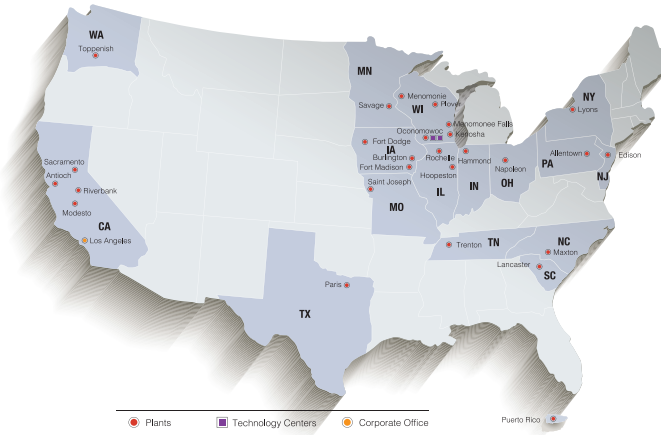 WA
Toppenish
MN
Menomonie
Plover
Savage
WI
NY
Lyons
Menomonee Falls
Oconomowoc
Kenosha
Fort Dodge
IA
Burlington
Rochelle
Hammond
Allentown
Edison
Sacramento
Fort Madison
Hoopeston
Napoleon
PA
Antioch
Riverbank
Saint Joseph
IL
IN
OH
NJ
Modesto
MO
CA
Los Angeles
Trenton
TN
NC
Maxton
Lancaster
SC
Paris
TX
Puerto Rico
Plants
Technology Centers
Corporate Office